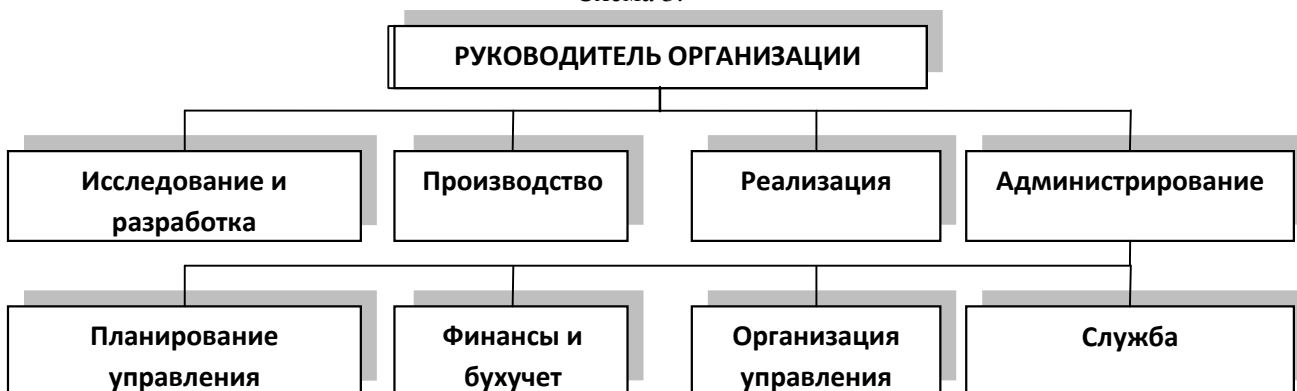 РУКОВОДИТЕЛЬ ОРГАНИЗАЦИИ
Исследование и
разработка
Производство
Реализация
Администрирование
Планирование
управления
Финансы и
бухучет
Организация
управления
Служба